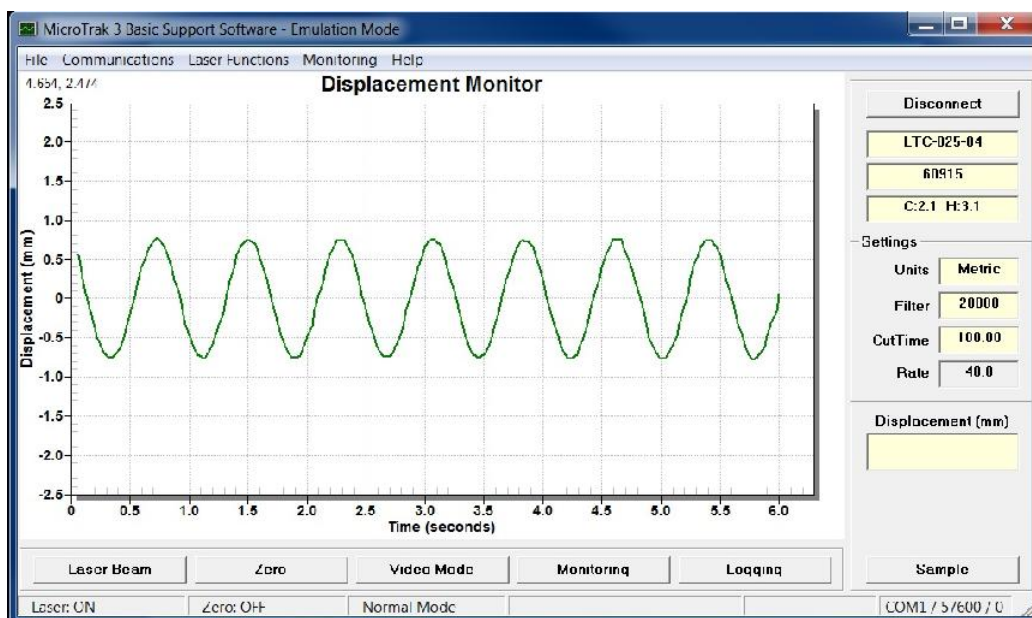 MicroTrak 3 Basic Support Software - Emulation Mode
File Communications Laser Functions Monitoring Help
4.654, 2.474
Displacement Monitor
2.5
2.0
1.5
1.0
0.5
0
-0.5
-1.0
-1.5
-2.0
-2.5
Displacement (mm)
0 0.5 1.0 1.5 2.0 2.5 3.0 3.5 4.0 4.5 5.0 5.5 6.0
Time (seconds)
Disconnect
LTC-025-04
60915
C:2.1 H:3.1
Settings
Units Metric
Filter 20000
CutTime 100.00
Rate 40.0
Displacement (mm)
Laser Beam Zero Video Mode Monitoring Logging Sample
Laser: ON Zero: OFF Normal Mode COM1 / 57600 / 0